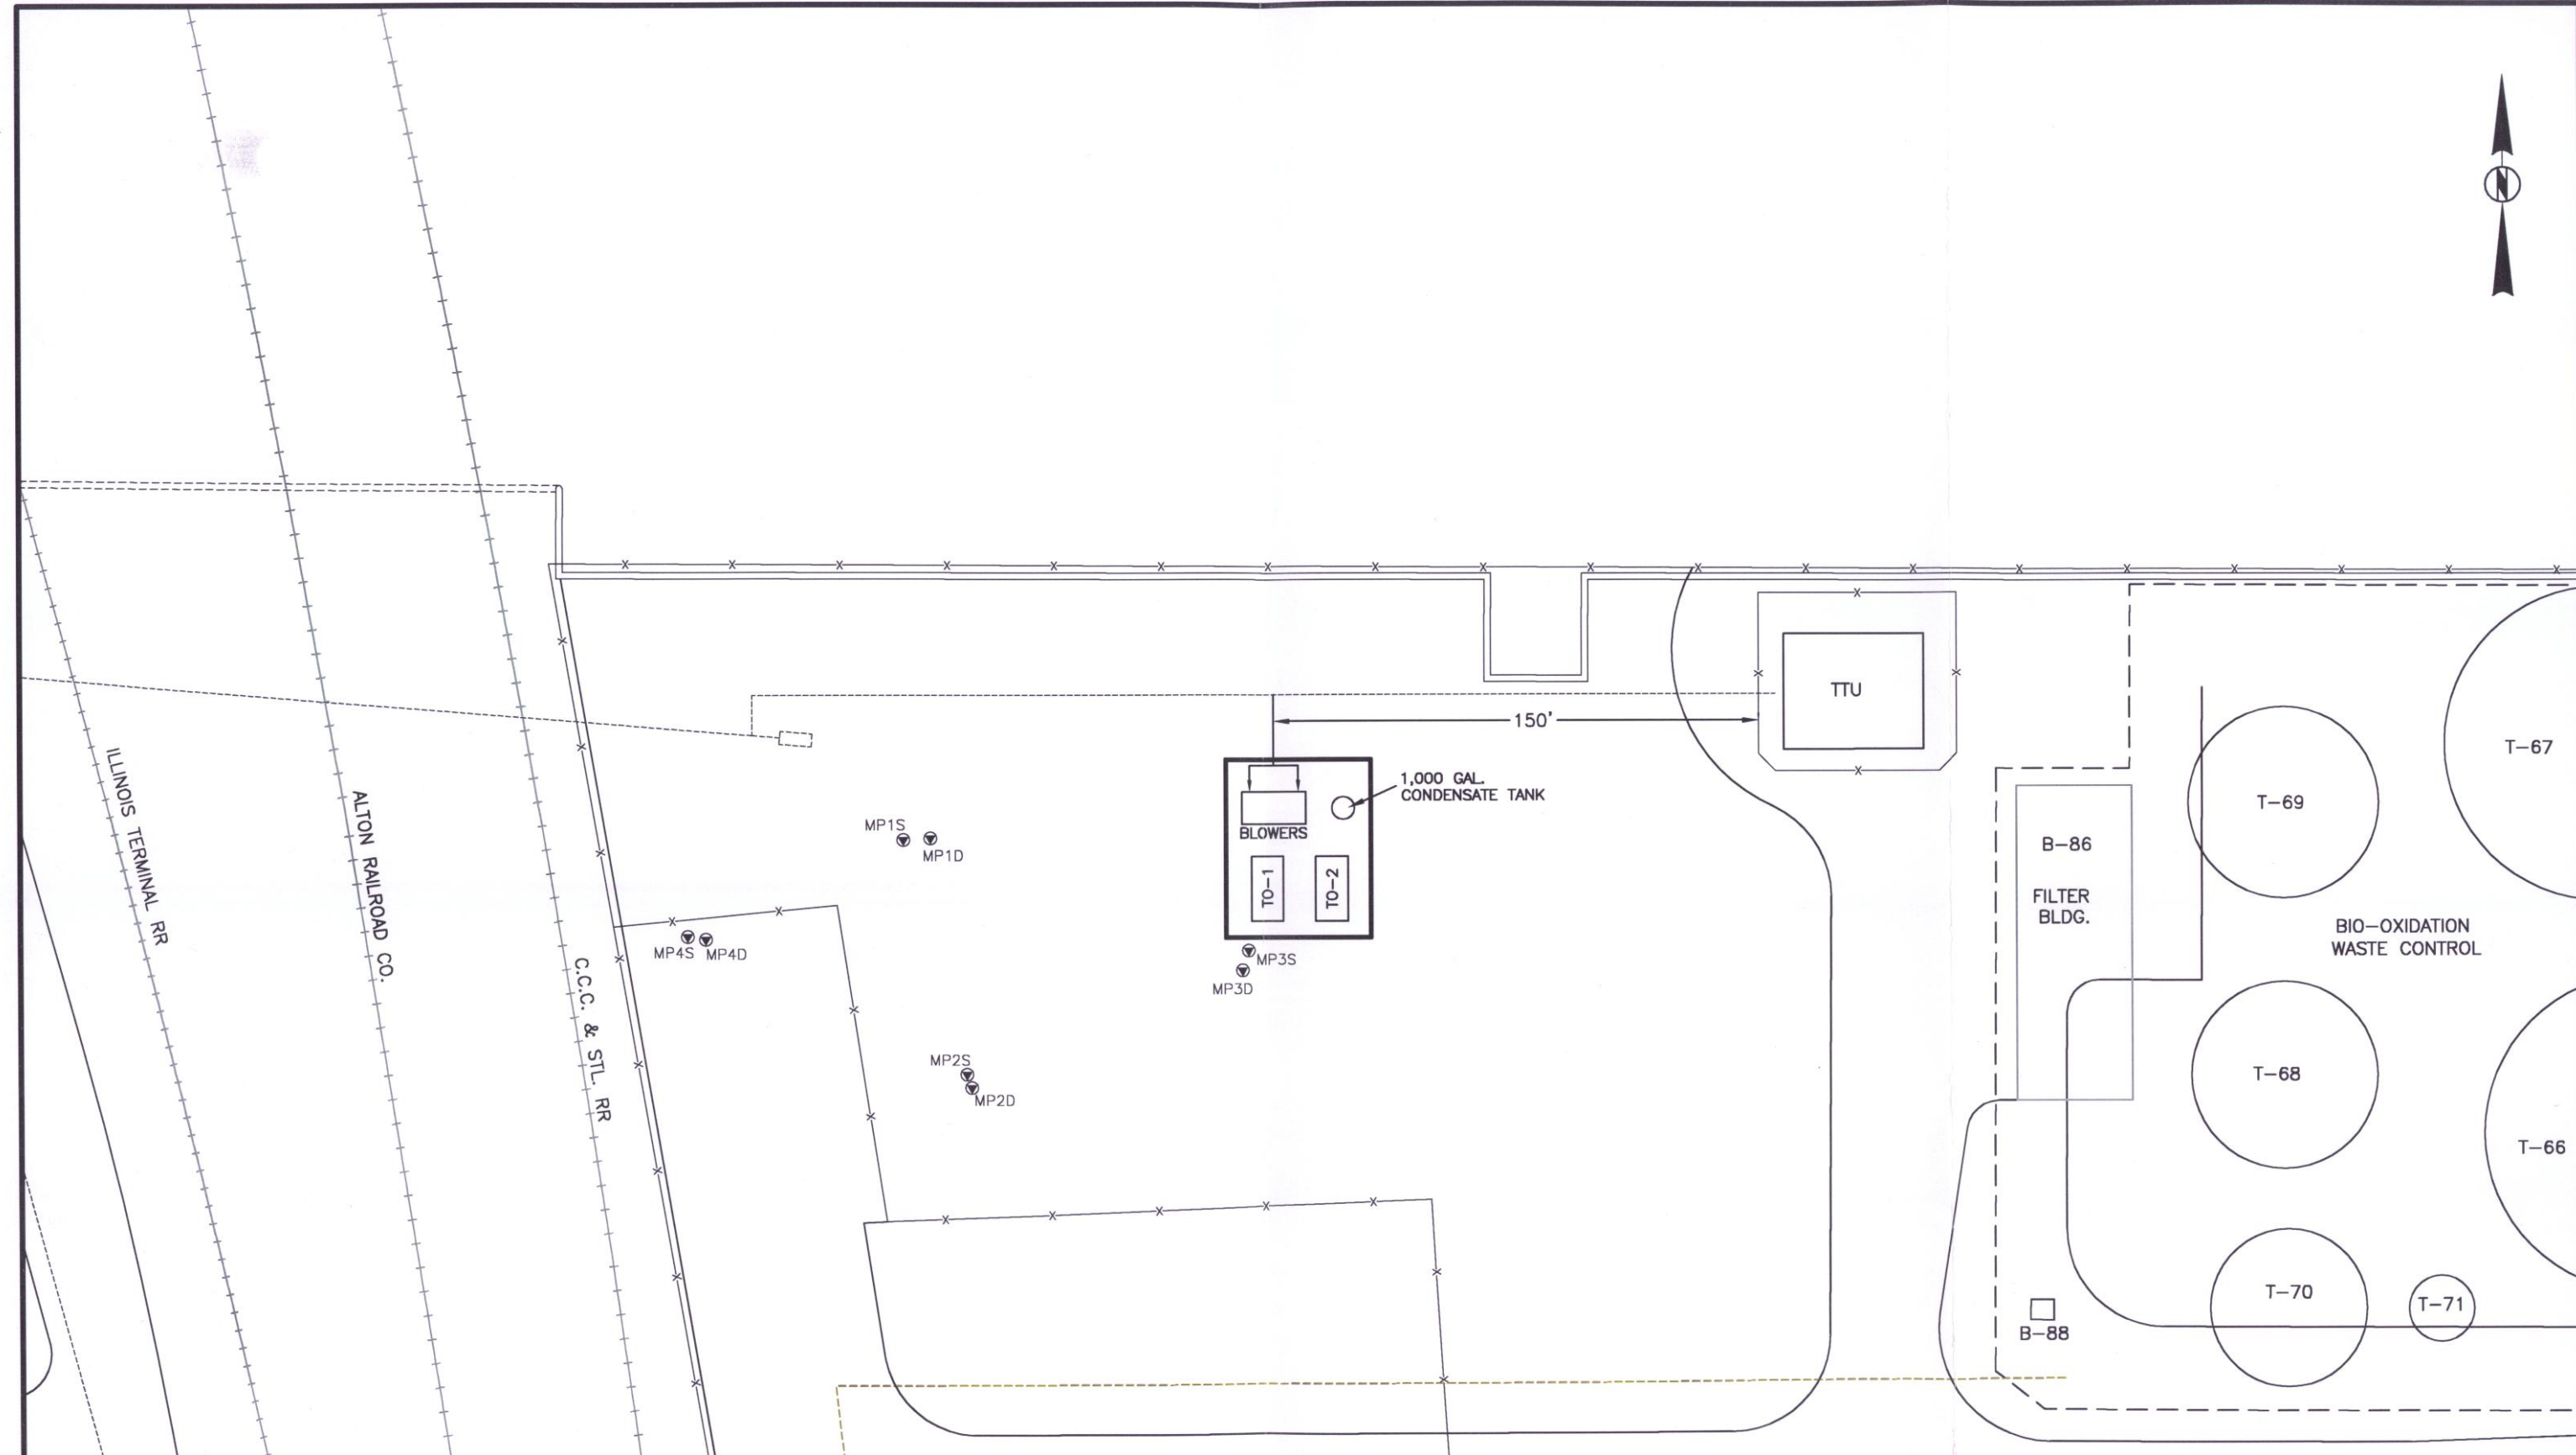 N
TTU
150'
T-67
1,000 GAL.
CONDENSATE TANK
T-69
ILLINOIS TERMINAL RR
ALTON RAILROAD CO.
MP1S
MP1D
BLOWERS
B-86
TO-1
TO-2
FILTER
BLDG.
BIO-OXIDATION
WASTE CONTROL
MP4S
MP4D
C.C.C. & STL. RR
MP3S
MP3D
MP2S
MP2D
T-68
T-66
T-70
T-71
B-88